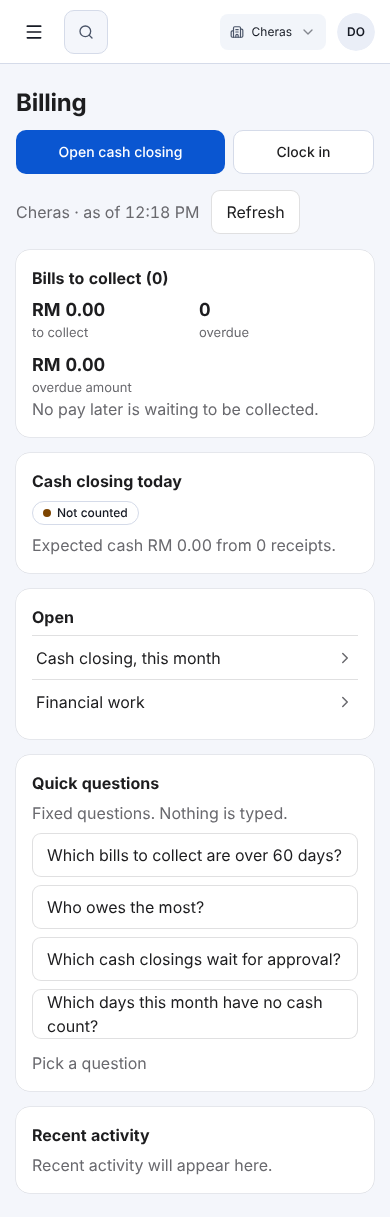 Cheras
DO
Billing
Open cash closing
Clock in
Cheras · as of 12:18 PM
Refresh
Bills to collect (0)
RM 0.00
to collect
0
overdue
RM 0.00
overdue amount
No pay later is waiting to be collected.
Cash closing today
Not counted
Expected cash RM 0.00 from 0 receipts.
Open
Cash closing, this month
Financial work
Quick questions
Fixed questions. Nothing is typed.
Which bills to collect are over 60 days?
Who owes the most?
Which cash closings wait for approval?
Which days this month have no cash
count?
Pick a question
Recent activity
Recent activity will appear here.